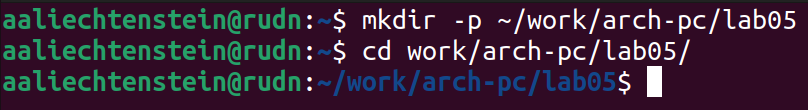 aaliechtenstein@rudn:~$ mkdir -p ~/work/arch-pc/lab05
aaliechtenstein@rudn:~$ cd work/arch-pc/lab05/
aaliechtenstein@rudn:~/work/arch-pc/lab05$